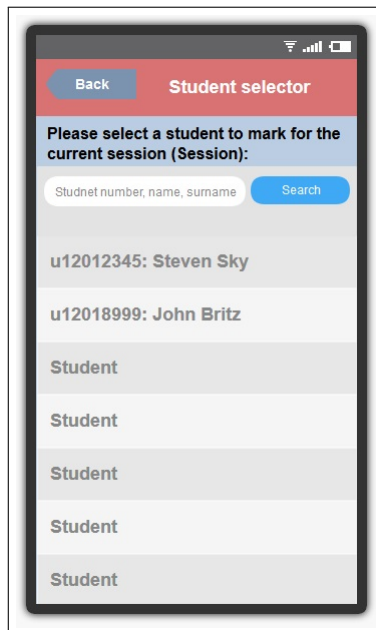 Back
Student selector
Please select a student to mark for the
current session (Session):
Studnet number, name, surname
Search
u12012345: Steven Sky
u12018999: John Britz
Student
Student
Student
Student
Student